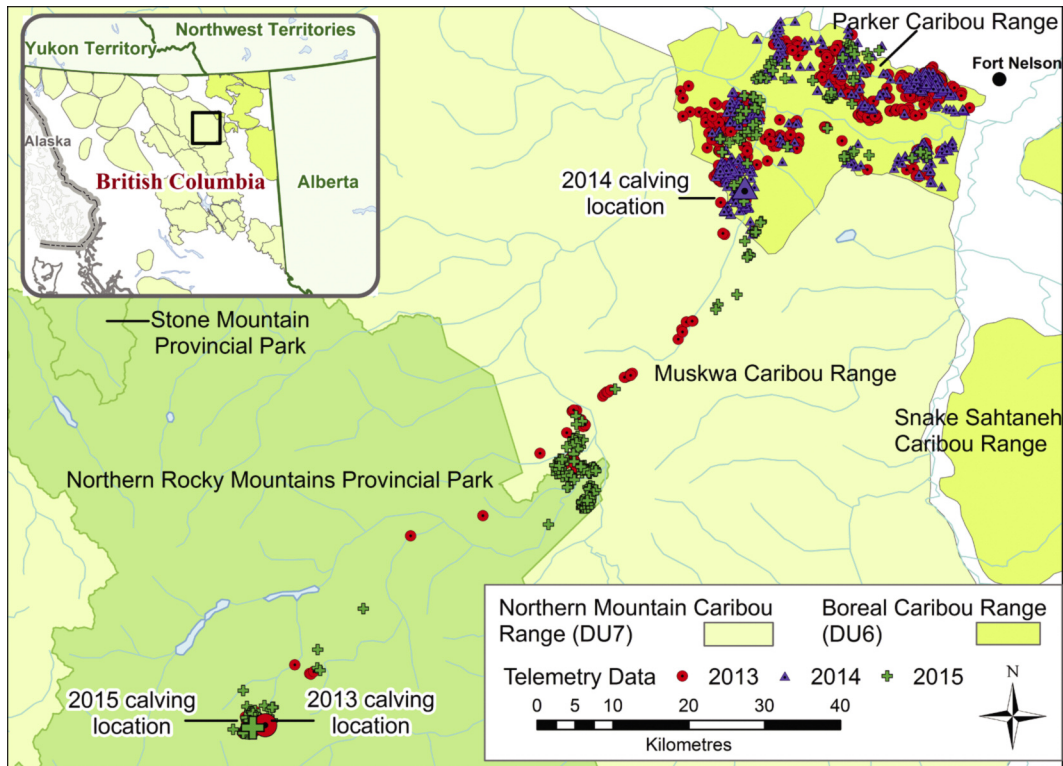 Northwest Territories
Yukon Territory
Alaska
British Columbia
Alberta
Parker Caribou Range
Fort Nelson
2014 calving
location
Stone Mountain
Provincial Park
Muskwa Caribou Range
Snake Sahtaneh
Caribou Range
Northern Rocky Mountains Provincial Park
2015 calving
location
2013 calving
location
Northern Mountain Caribou
Range (DU7)
Boreal Caribou Range
(DU6)
Telemetry Data 2013 2014 2015
0 5 10 20 30 40
Kilometres
N